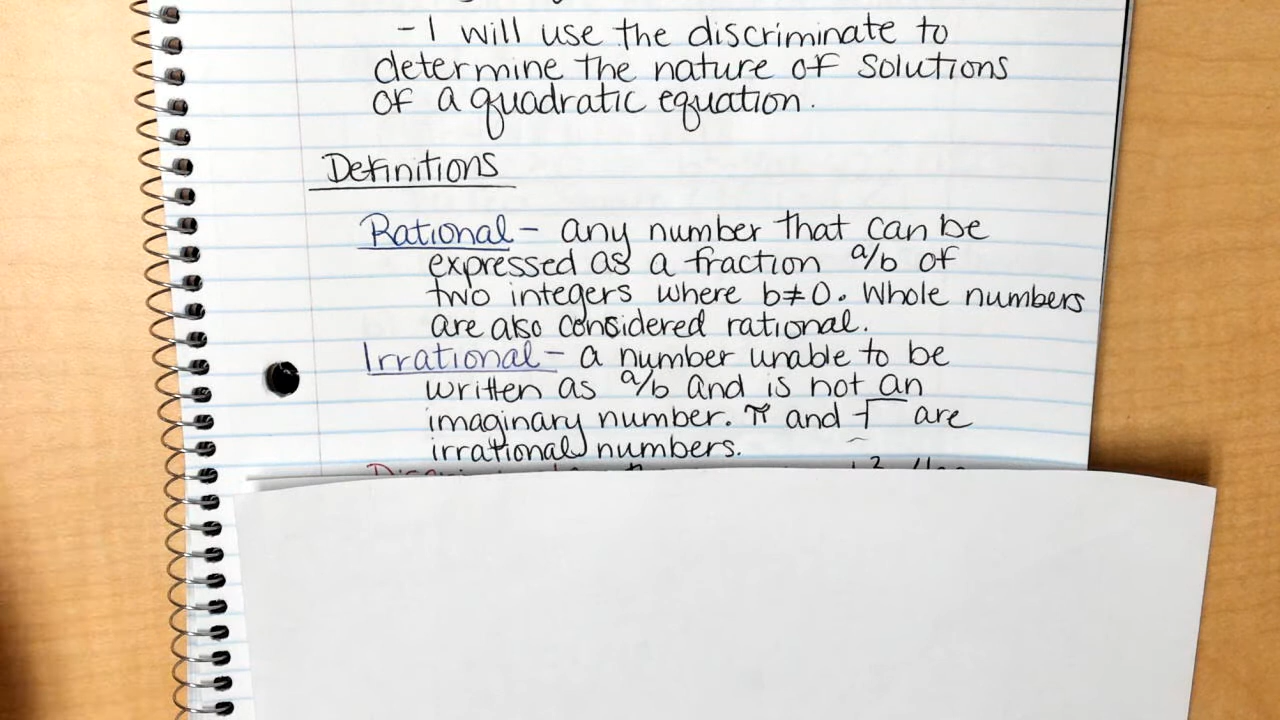 - I will use the discriminate to
determine the nature of solutions
of a quadratic equation.
Definitions
Rational - any number that can be
expressed as a fraction a/b of
two integers where b≠0. Whole numbers
are also considered rational.
Irrational - a number unable to be
written as a/b and is not an
imaginary number. π and √ are
irrational numbers.